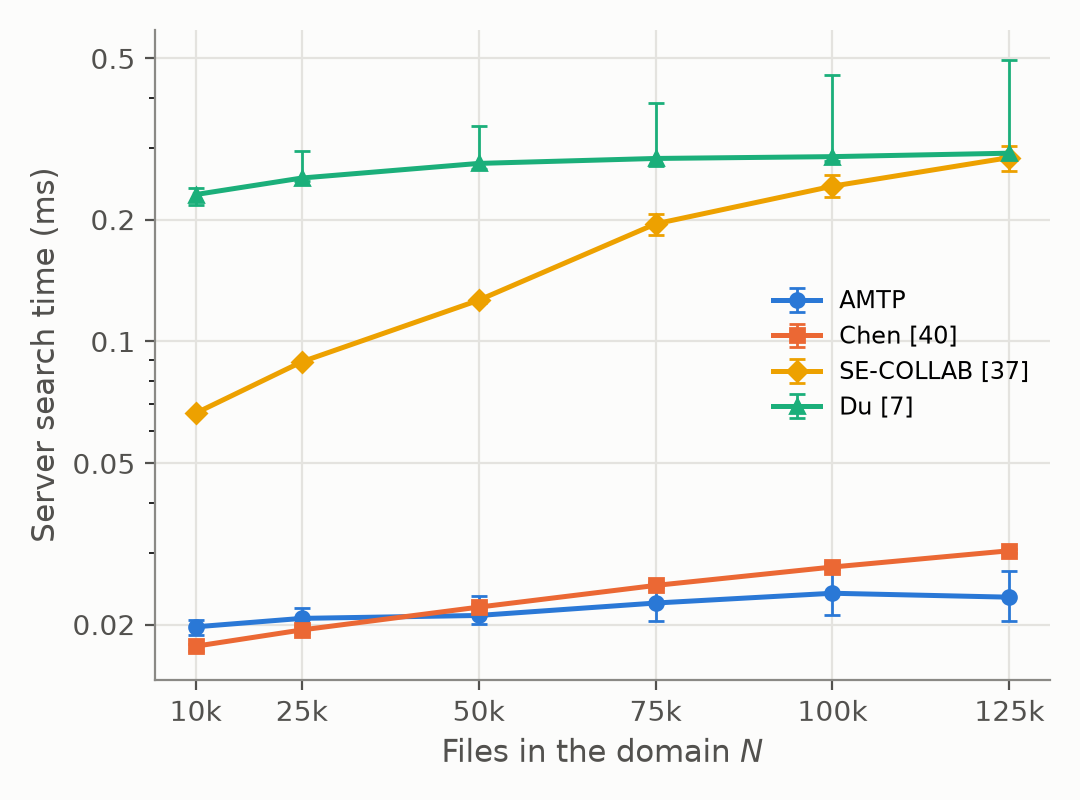 Server search time (ms)
0.5
0.2
0.1
0.05
0.02
AMTP
Chen [40]
SE-COLLAB [37]
Du [7]
10k 25k 50k 75k 100k 125k
Files in the domain N